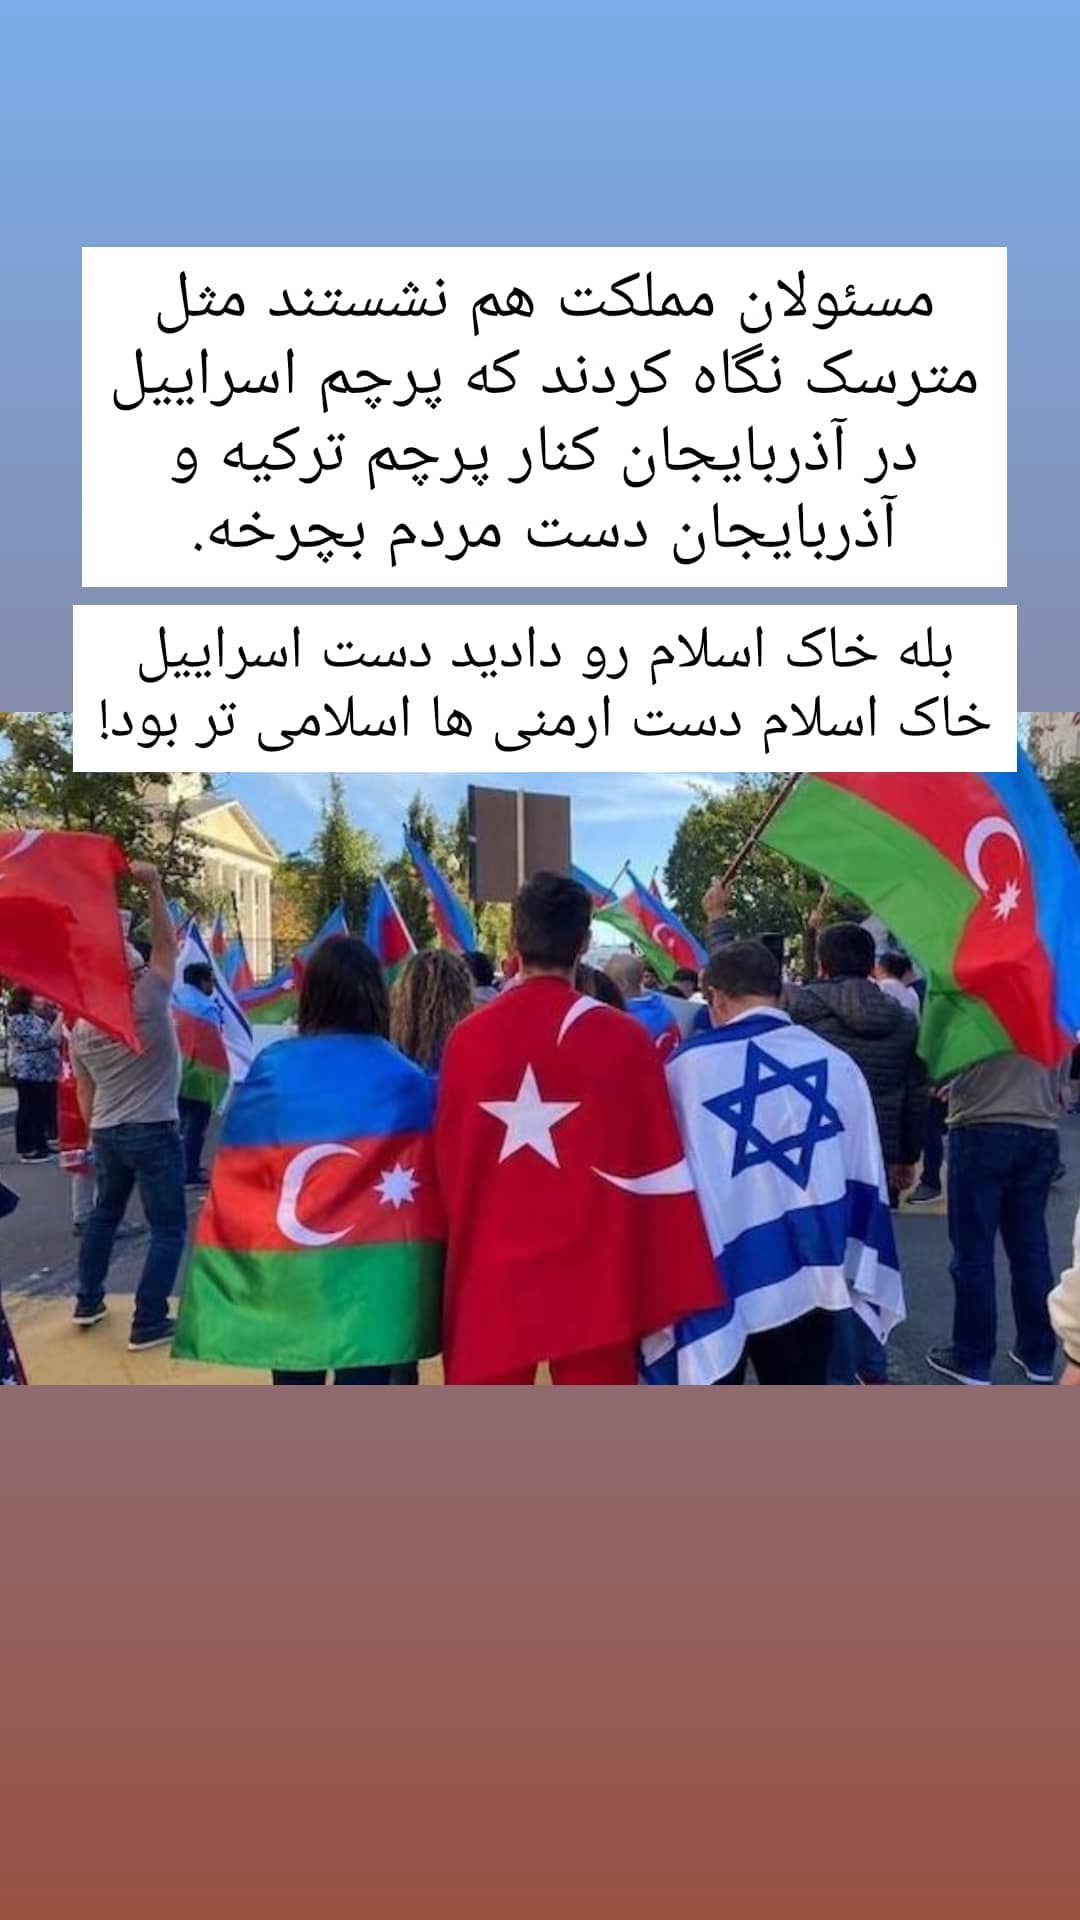 مسئولان مملکت هم نشستند مثل
مترسک نگاه کردند که پرچم اسراییل
در آذربایجان کنار پرچم ترکیه و
آذربایجان دست مردم بچرخه.
بله خاک اسلام رو دادید دست اسراییل
خاک اسلام دست ارمنی ها اسلامی تر بود!